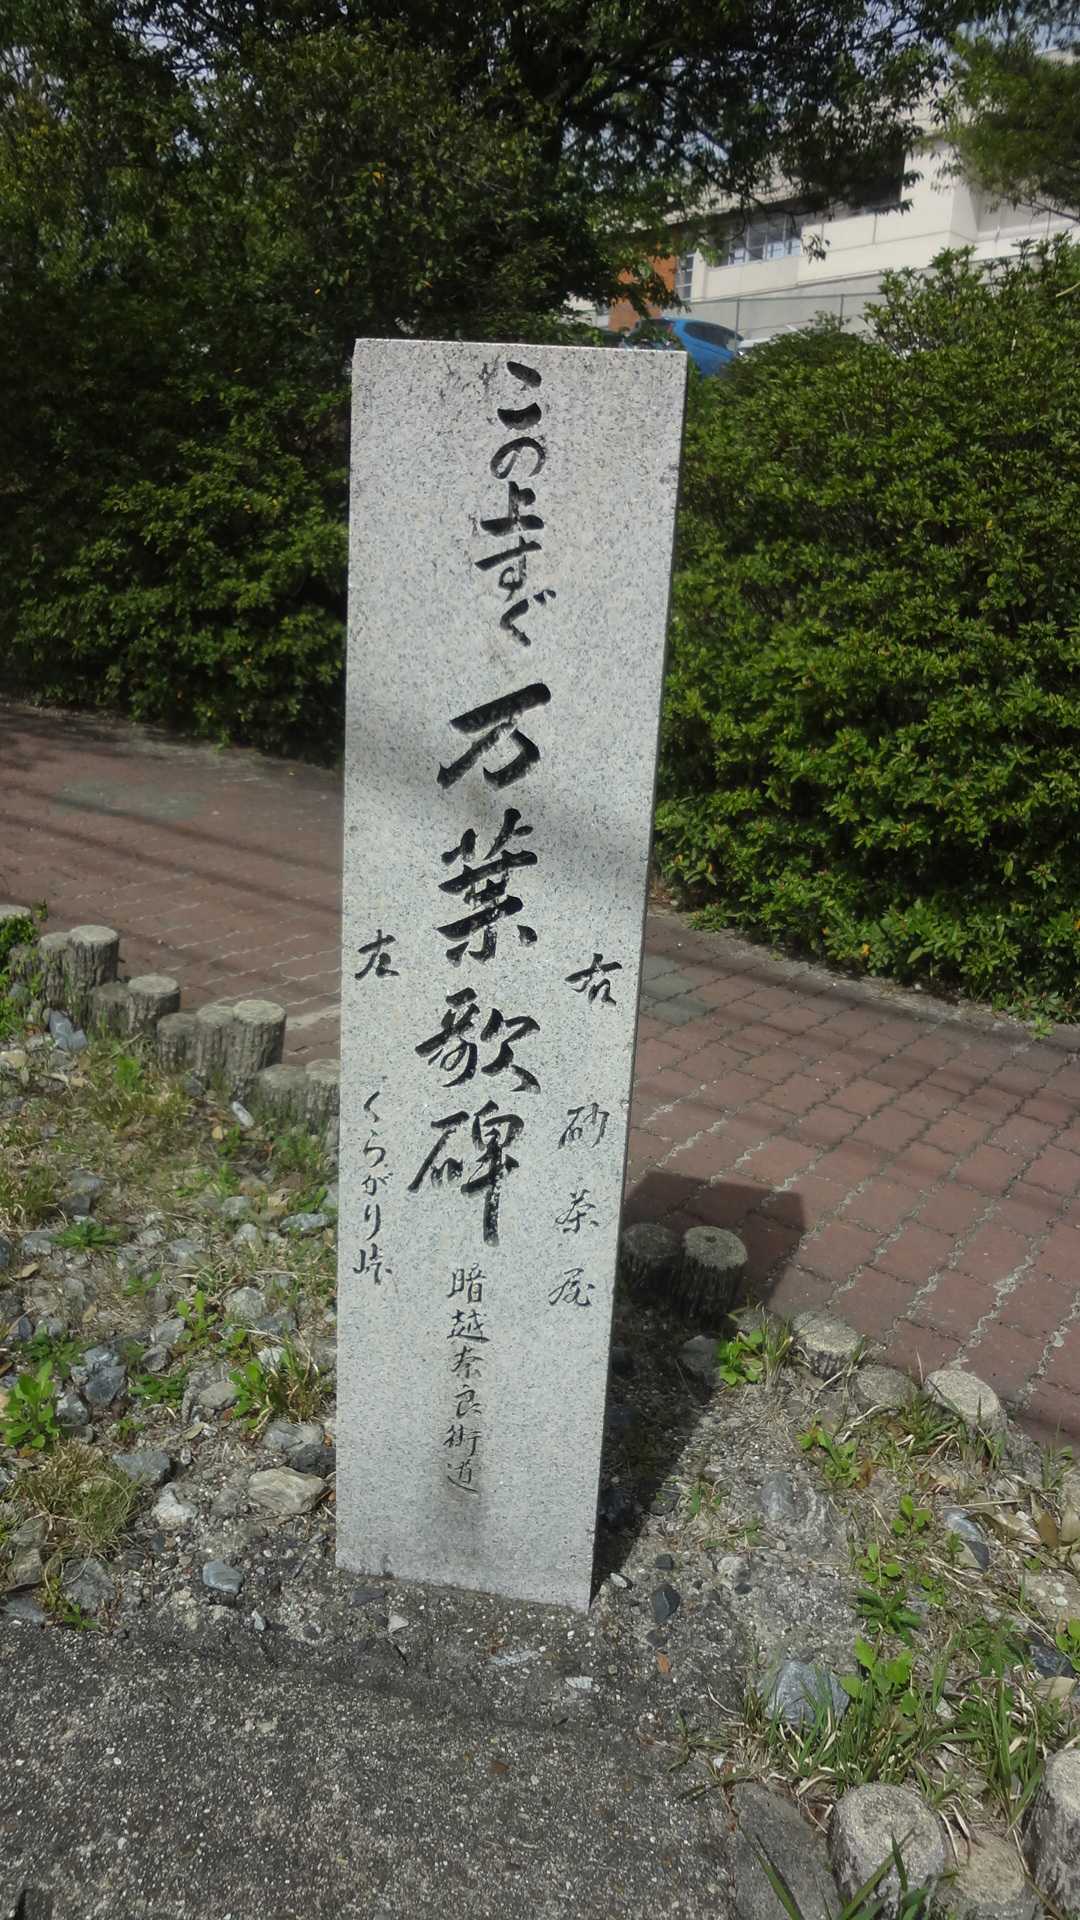 右 砂茶屋
この上すぐ 万葉歌碑 暗越奈良街道
左 くらがり峠